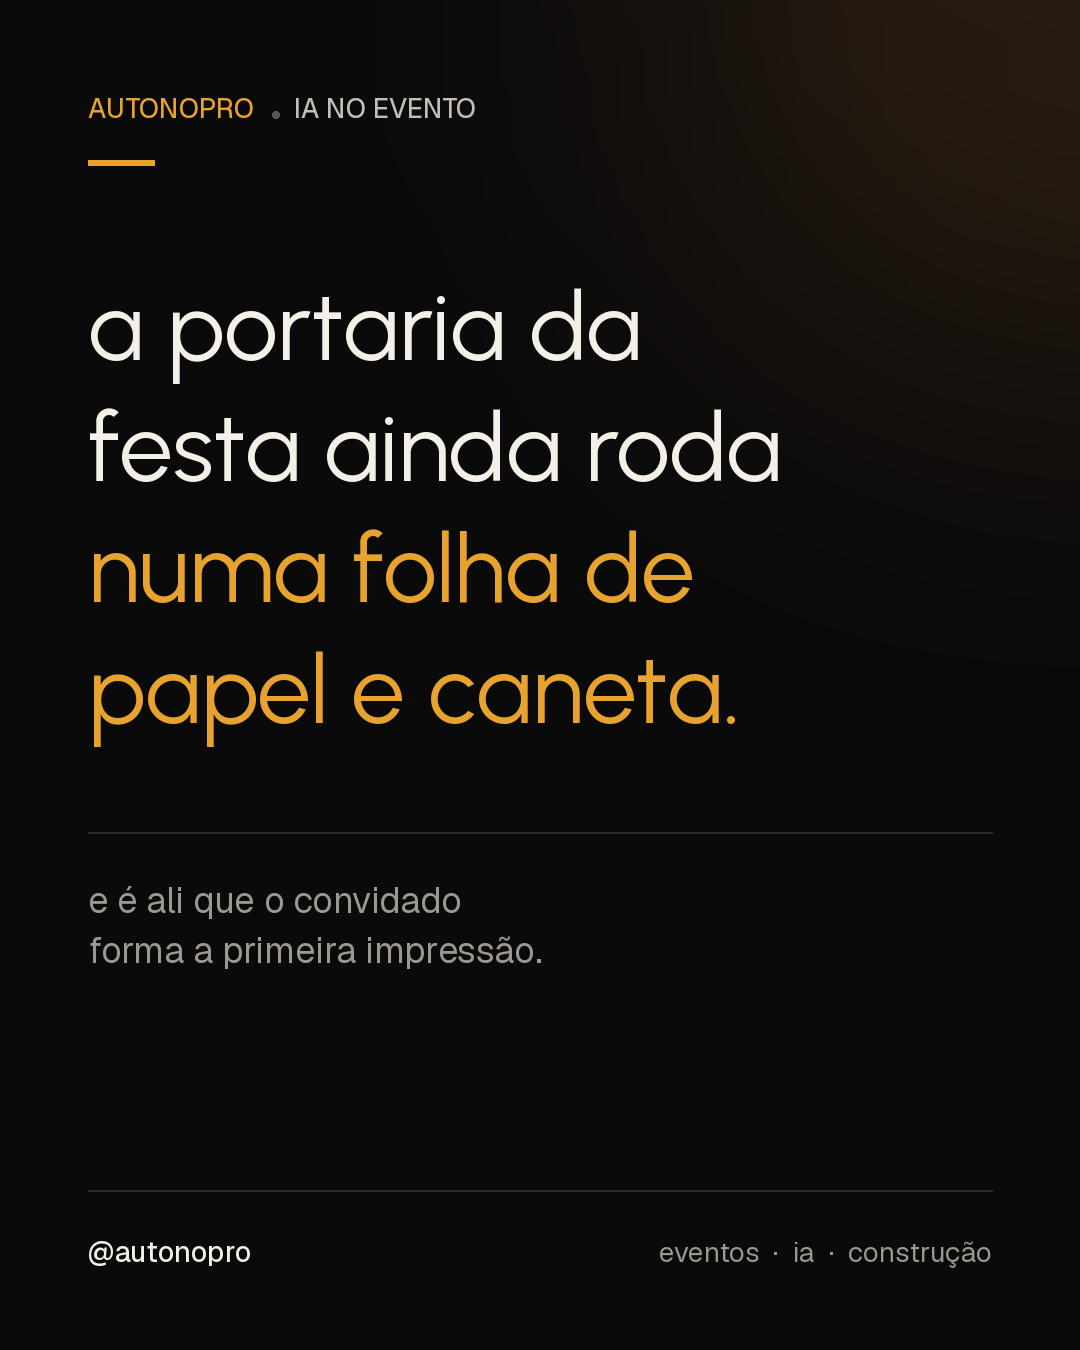 AUTONOPRO • IA NO EVENTO
a portaria da
festa ainda roda
numa folha de
papel e caneta.
e é ali que o convidado
forma a primeira impressão.
@autonopro
eventos · ia · construção